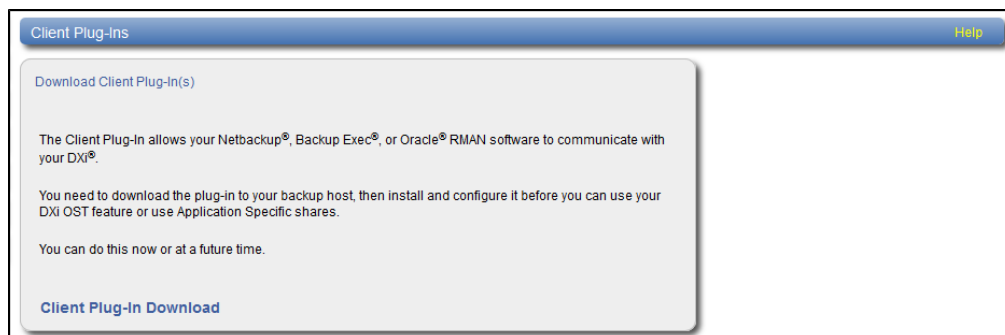 Client Plug-Ins Help
Download Client Plug-In(s)
The Client Plug-In allows your Netbackup®, Backup Exec®, or Oracle® RMAN software to communicate with
your DXi®.
You need to download the plug-in to your backup host, then install and configure it before you can use your
DXi OST feature or use Application Specific shares.
You can do this now or at a future time.
Client Plug-In Download